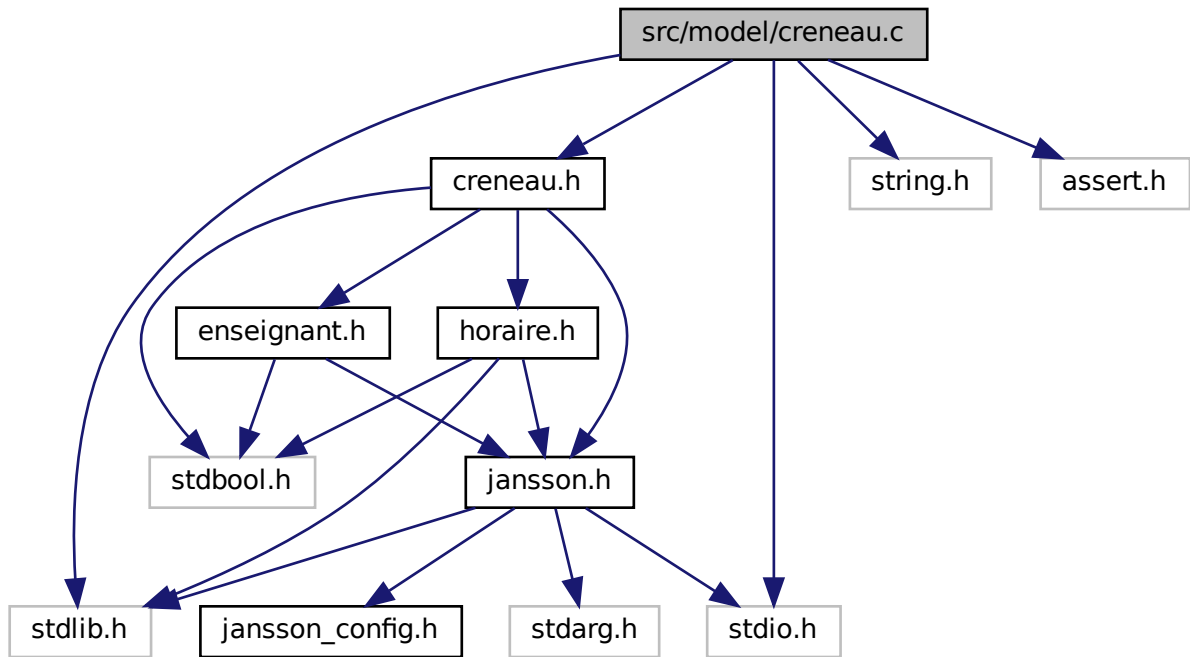 src/model/creneau.c
creneau.h
string.h
assert.h
enseignant.h
horaire.h
stdbool.h
jansson.h
stdlib.h
jansson_config.h
stdarg.h
stdio.h